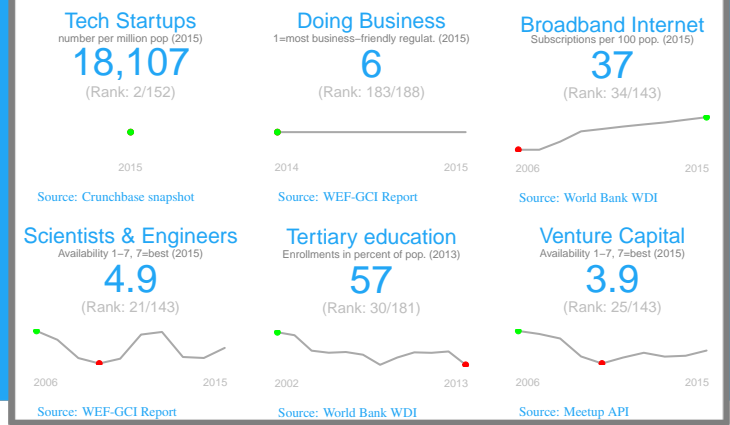 Tech Startups
number per million pop (2015)
18,107
(Rank: 2/152)
2015
Source: Crunchbase snapshot
Doing Business
1=most business−friendly regulat. (2015)
6
(Rank: 183/188)
2014
2015
Source: WEF-GCI Report
Broadband Internet
Subscriptions per 100 pop. (2015)
37
(Rank: 34/143)
2006
2015
Source: World Bank WDI
Scientists & Engineers
Availability 1−7, 7=best (2015)
4.9
(Rank: 21/143)
2006
2015
Source: WEF-GCI Report
Tertiary education
Enrollments in percent of pop. (2013)
57
(Rank: 30/181)
2002
2013
Source: World Bank WDI
Venture Capital
Availability 1−7, 7=best (2015)
3.9
(Rank: 25/143)
2006
2015
Source: Meetup API